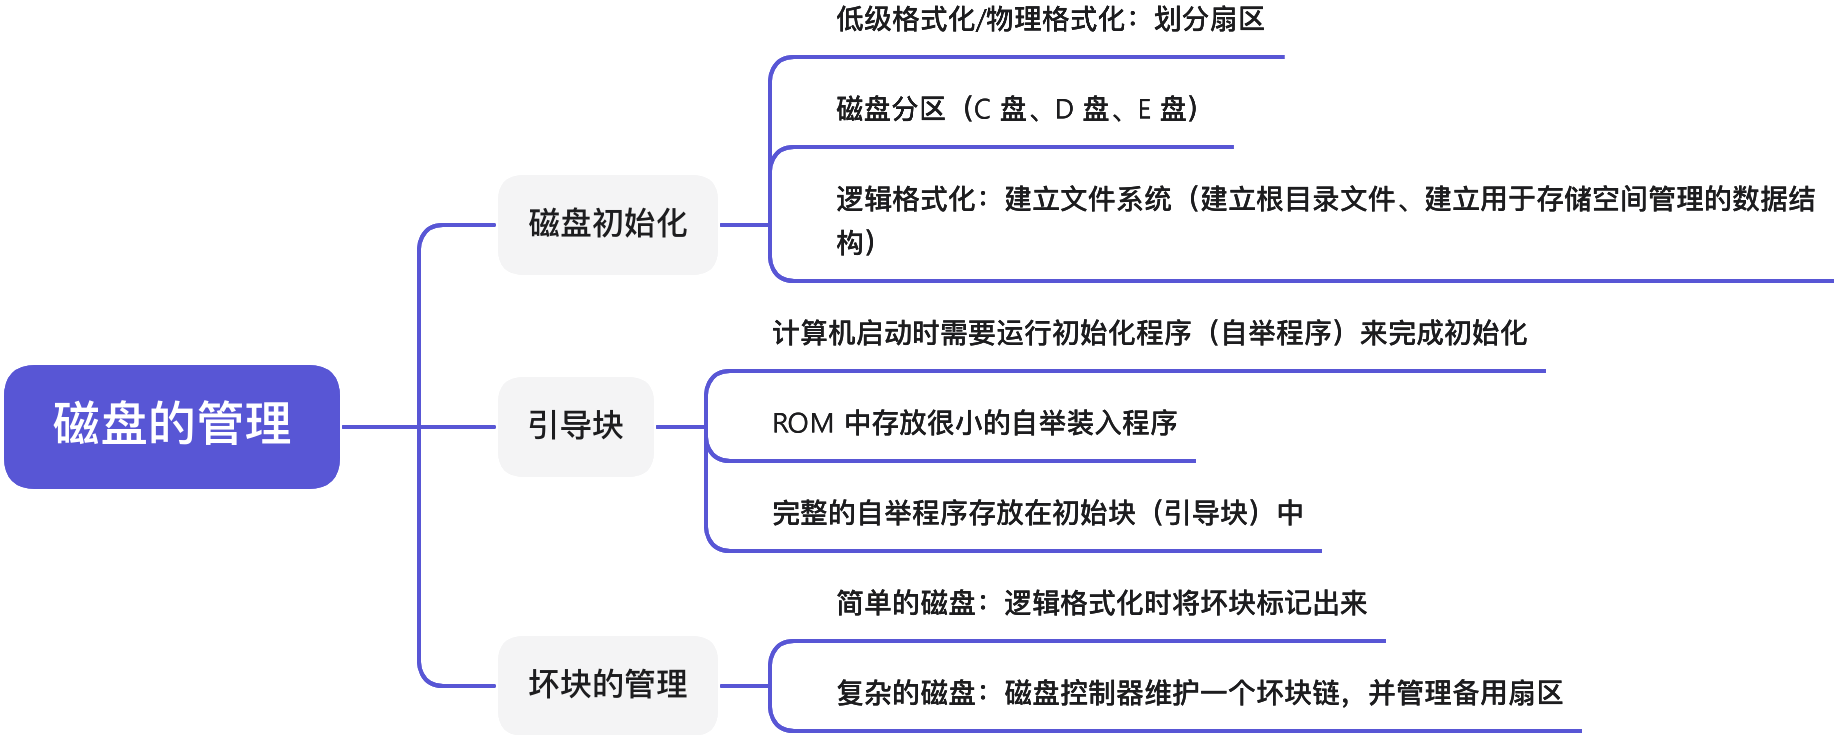 磁盘的管理
磁盘初始化
低级格式化/物理格式化：划分扇区
磁盘分区（C 盘、D 盘、E 盘）
逻辑格式化：建立文件系统（建立根目录文件、建立用于存储空间管理的数据结
构）
引导块
计算机启动时需要运行初始化程序（自举程序）来完成初始化
ROM 中存放很小的自举装入程序
完整的自举程序存放在初始块（引导块）中
坏块的管理
简单的磁盘：逻辑格式化时将坏块标记出来
复杂的磁盘：磁盘控制器维护一个坏块链，并管理备用扇区